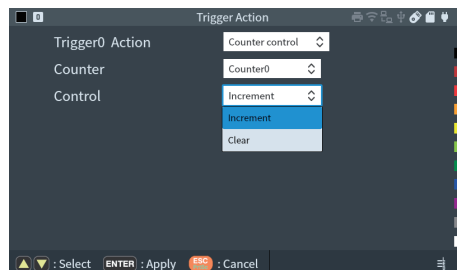 0 Trigger Action
Trigger0 Action Counter control
Counter Counter0
Control Increment
Increment
Clear
: Select ENTER : Apply ESC : Cancel